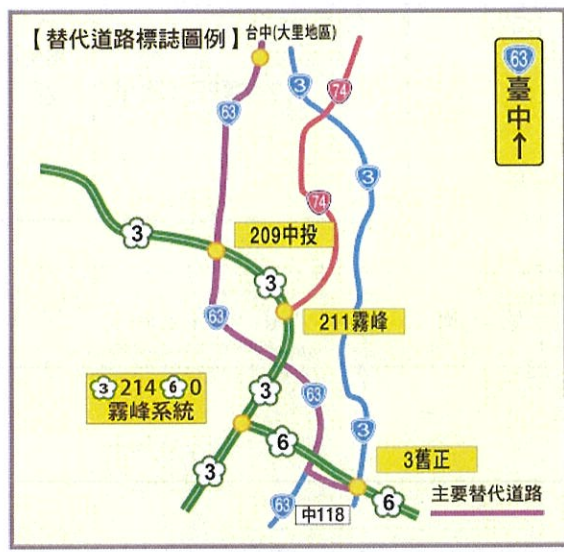 【替代道路標誌圖例】
台中(大里地區)
63
臺
中
↑
3
74
63
3
74
3
209中投
3
63
211霧峰
3 214 6 0
霧峰系統
3
63
3
6
3舊正
3
63
中118
6
主要替代道路